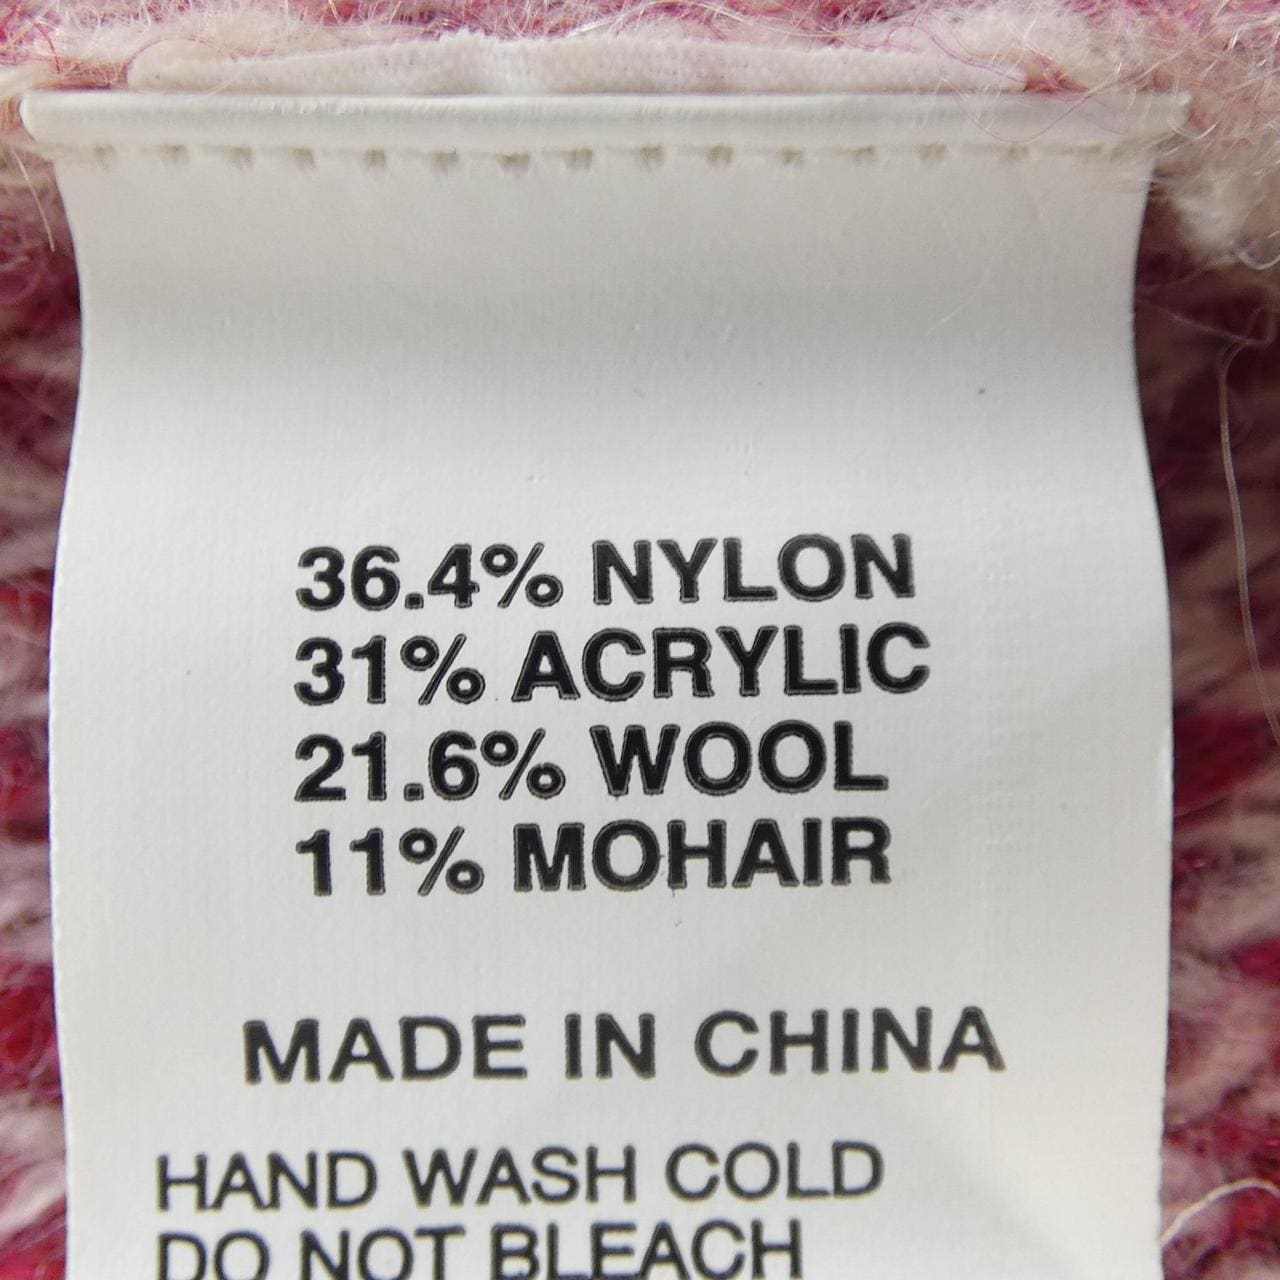 36.4% NYLON
31% ACRYLIC
21.6% WOOL
11% MOHAIR
MADE IN CHINA
HAND WASH COLD
DO NOT BLEACH